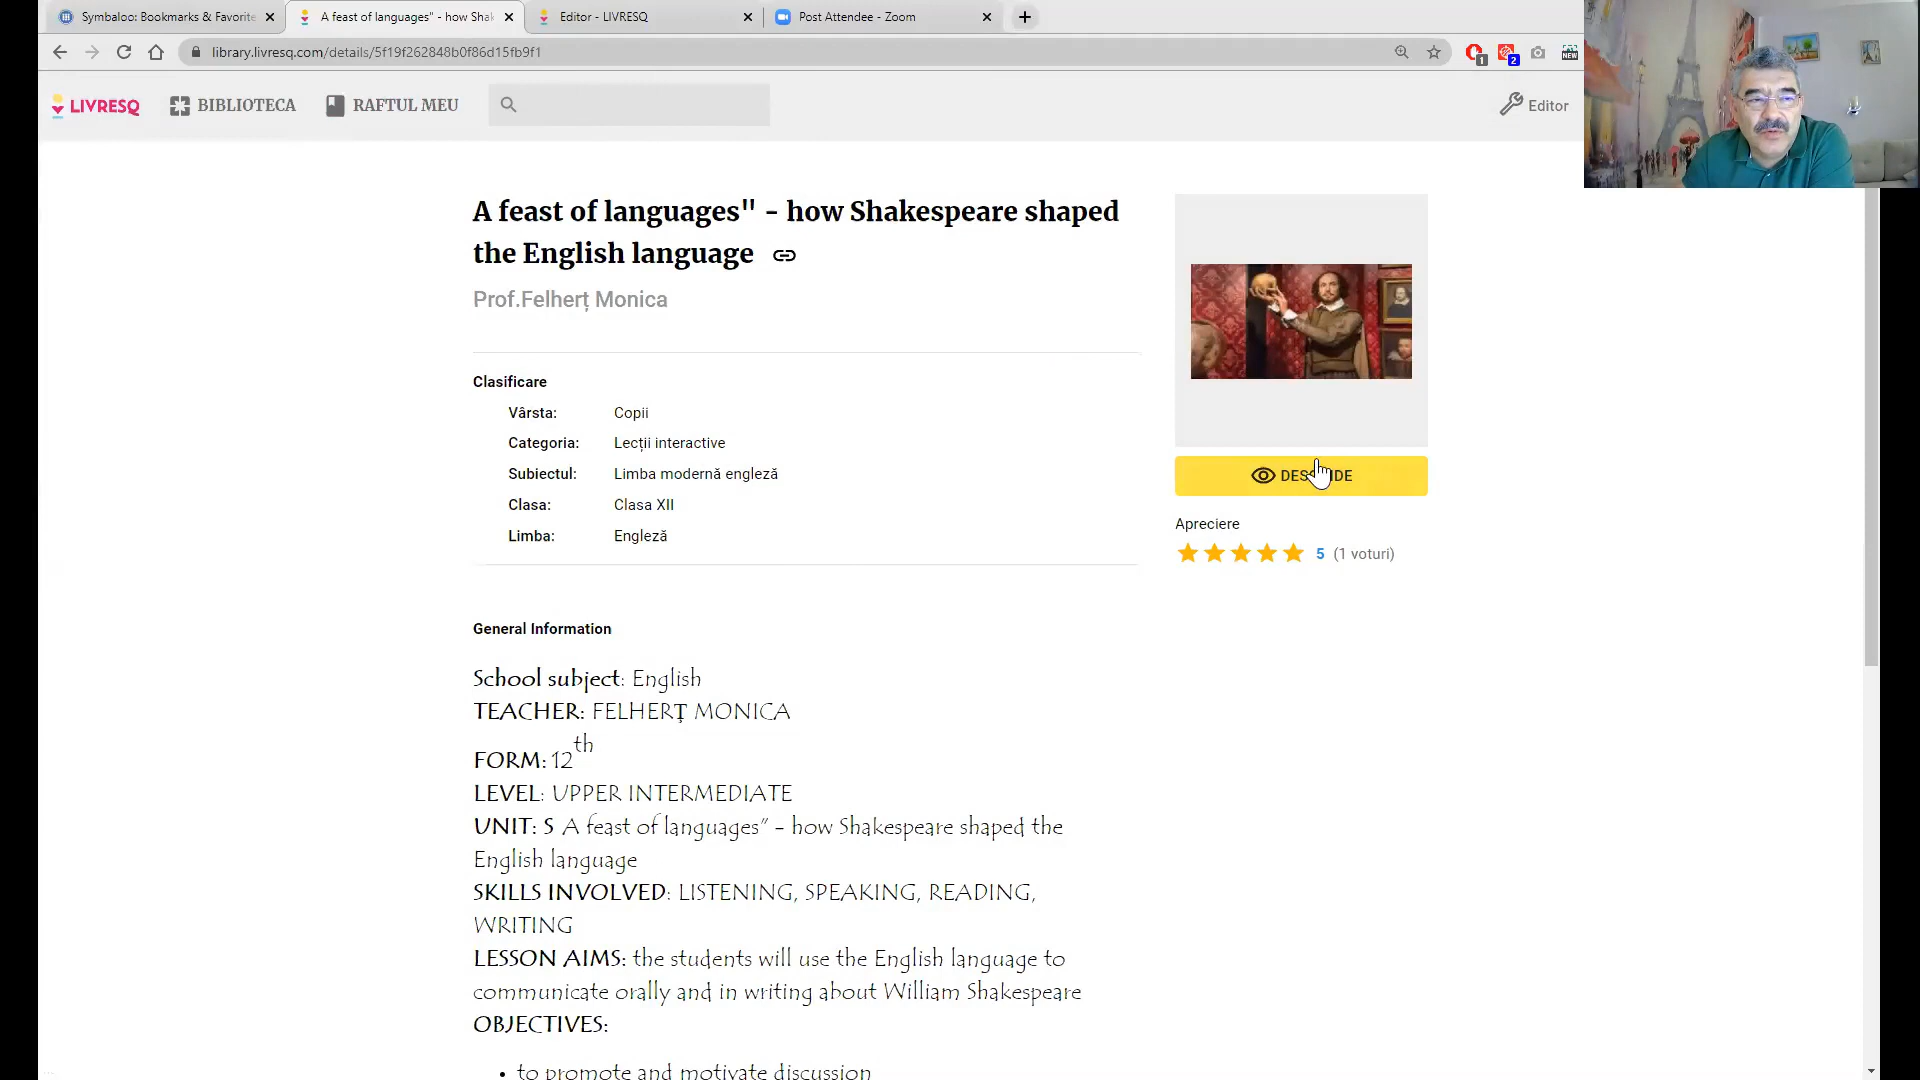 Symbaloo: Bookmarks & Favorite
A feast of languages" - how Shak
Editor - LIVRESQ
Post Attendee - Zoom
library.livresq.com/details/5f19f262848b0f86d15fb9f1
1
2
NEW
LIVRESQ
BIBLIOTECA
RAFTUL MEU
Editor
A feast of languages" - how Shakespeare shaped
the English language
Prof.Felherț Monica
Clasificare
Vârsta: Copii
Categoria: Lecții interactive
Subiectul: Limba modernă engleză
Clasa: Clasa XII
Limba: Engleză
Apreciere
5 (1 voturi)
General Information
School subject: English
TEACHER: FELHERŢ MONICA
FORM: 12th
LEVEL: UPPER INTERMEDIATE
UNIT: S A feast of languages” - how Shakespeare shaped the
English language
SKILLS INVOLVED: LISTENING, SPEAKING, READING,
WRITING
LESSON AIMS: the students will use the English language to
communicate orally and in writing about William Shakespeare
OBJECTIVES:
• to promote and motivate discussion